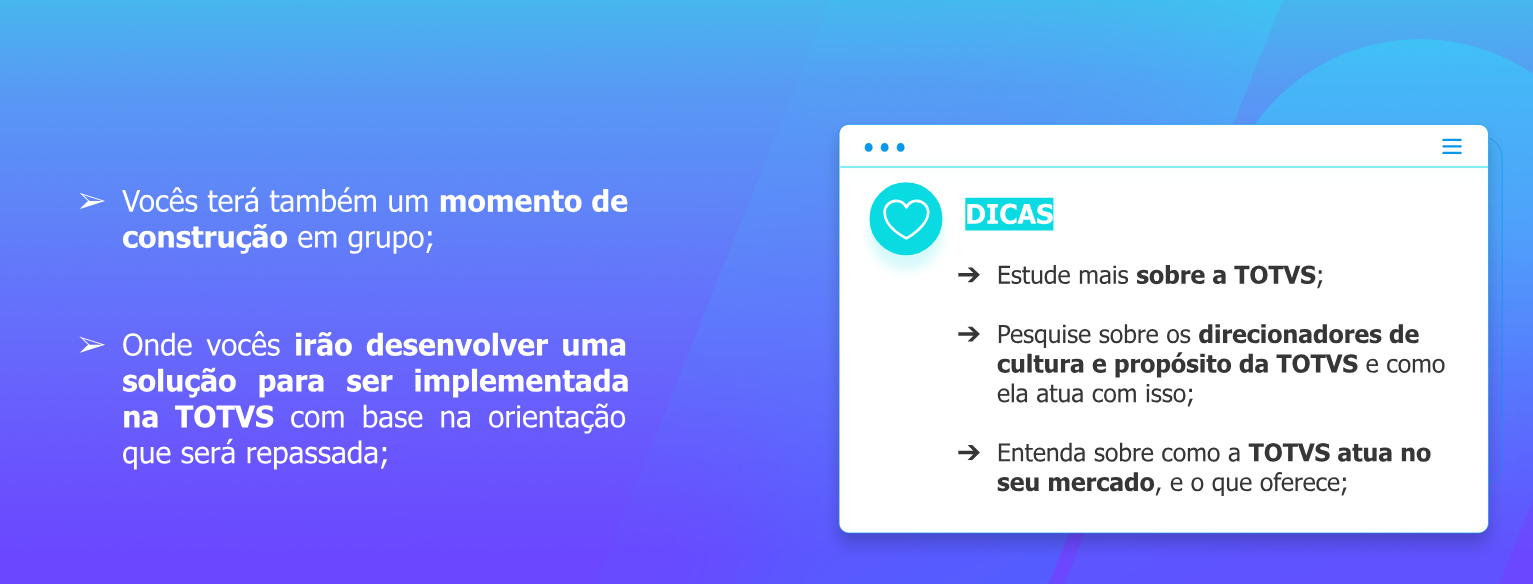 ➢ Vocês terá também um momento de
construção em grupo;
➢ Onde vocês irão desenvolver uma
solução para ser implementada
na TOTVS com base na orientação
que será repassada;
DICAS
➔ Estude mais sobre a TOTVS;
➔ Pesquise sobre os direcionadores de
cultura e propósito da TOTVS e como
ela atua com isso;
➔ Entenda sobre como a TOTVS atua no
seu mercado, e o que oferece;